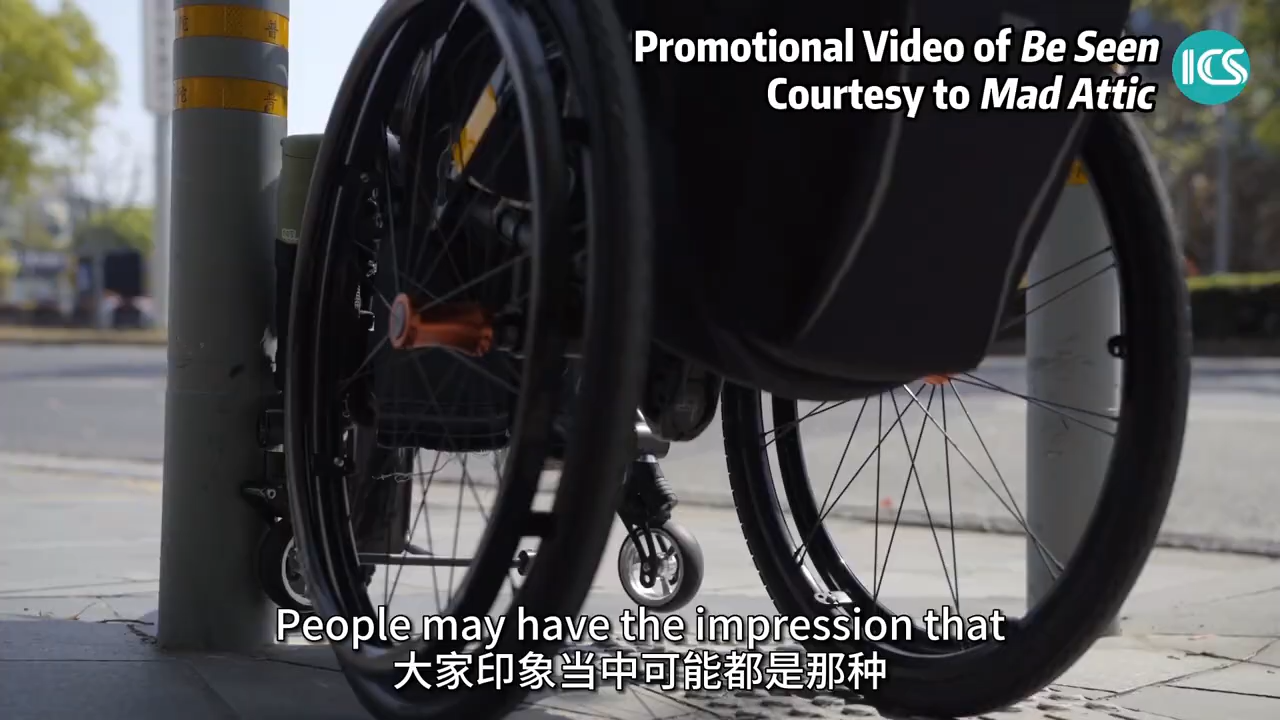 Promotional Video of Be Seen
Courtesy to Mad Attic
ICS
People may have the impression that
大家印象当中可能都是那种